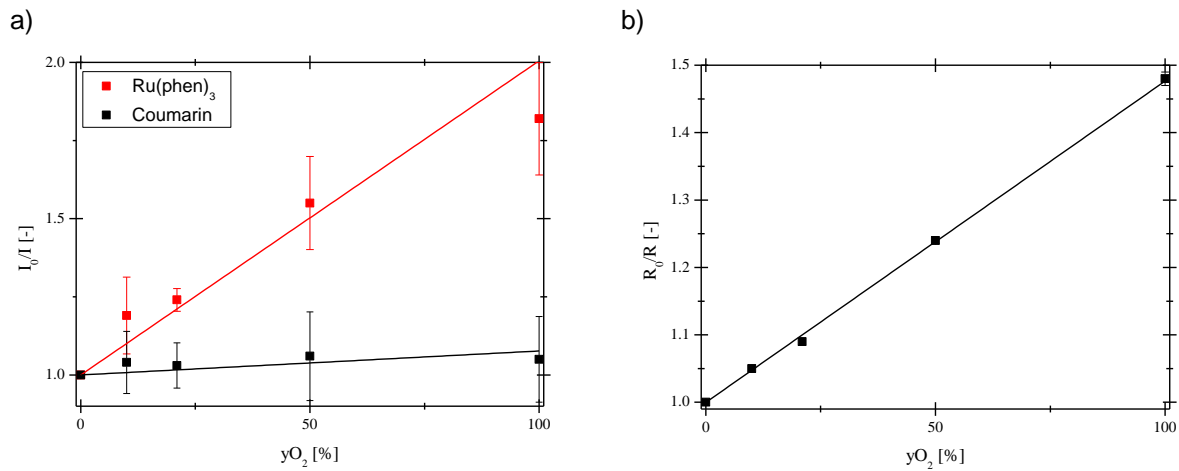 a)
b)
2.0
1.5
1.0
I₀/I [-]
Ru(phen)₃
Coumarin
0
50
100
yO₂ [%]
1.5
1.4
1.3
1.2
1.1
1.0
R₀/R [-]
0
50
100
yO₂ [%]